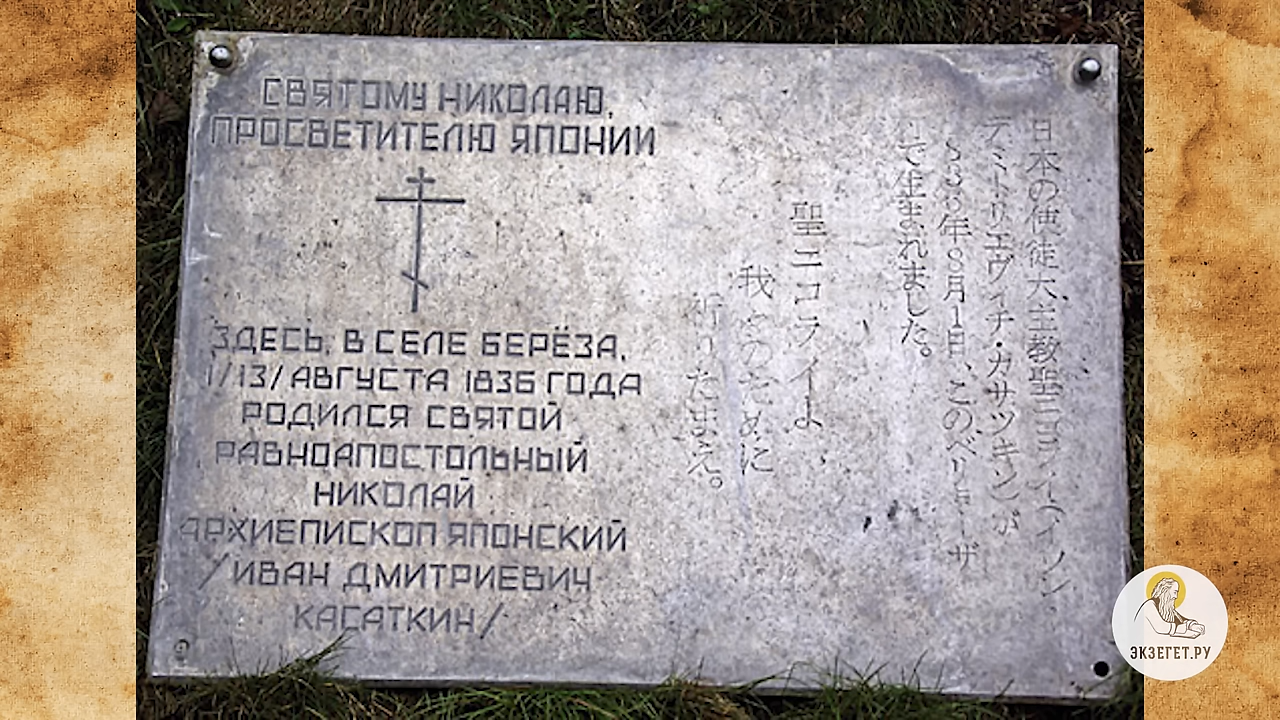 СВЯТОМУ НИКОЛАЮ,
ПРОСВЕТИТЕЛЮ ЯПОНИИ
ЗДЕСЬ, В СЕЛЕ БЕРЁЗА,
1/13/ АВГУСТА 1836 ГОДА
РОДИЛСЯ СВЯТОЙ
РАВНОАПОСТОЛЬНЫЙ
НИКОЛАЙ
АРХИЕПИСКОП ЯПОНСКИЙ
/ИВАН ДМИТРИЕВИЧ
КАСАТКИН/
日本の使徒大主教聖ニコライ(イワン・
デミトリエヴィチ・カサツキン)が
1836年8月1日、このベリョーザ
で生まれました。
聖ニコライよ
我らのために
祈りたまえ。
ЭКЗЕГЕТ.РУ